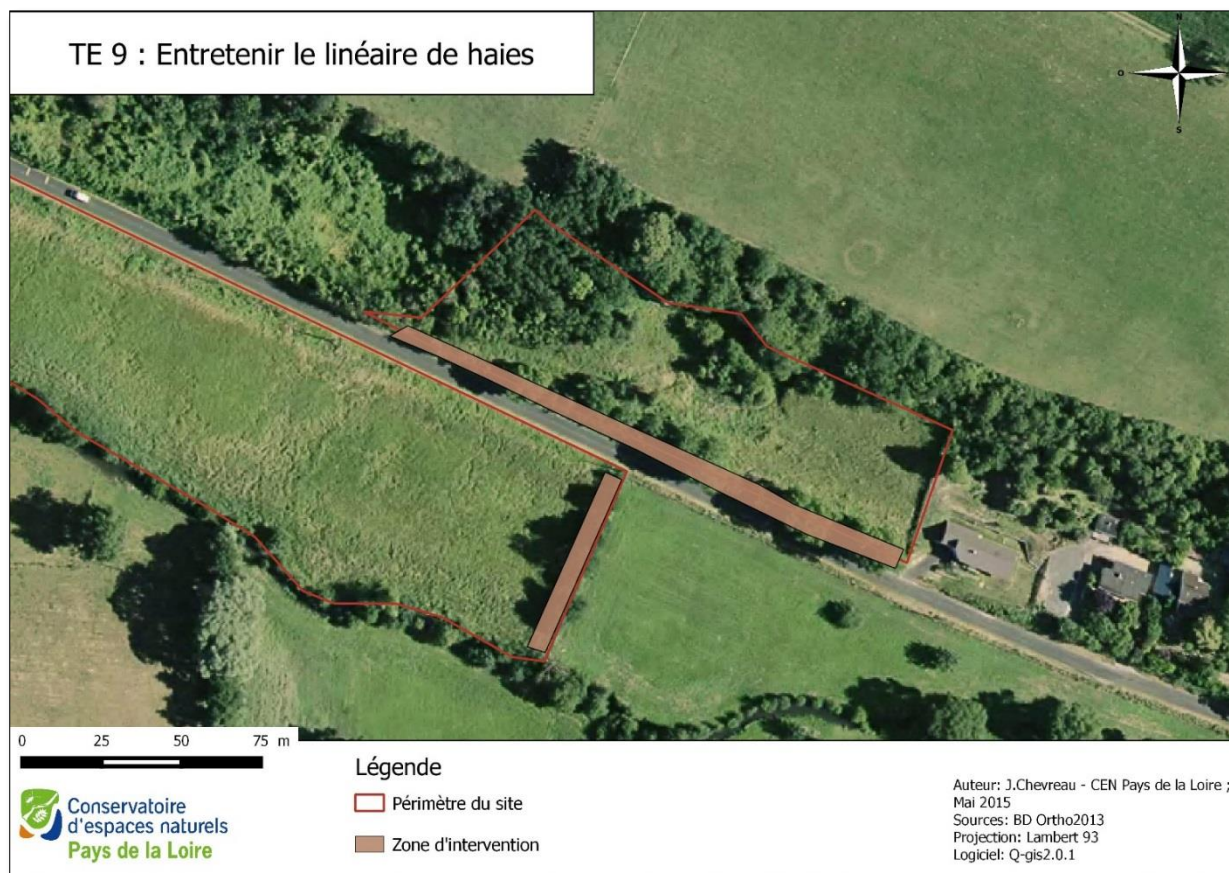 TE 9 : Entretenir le linéaire de haies
N
O
S
0 25 50 75 m
Légende
Périmètre du site
Zone d'intervention
Conservatoire
d'espaces naturels
Pays de la Loire
Auteur: J.Chevreau - CEN Pays de la Loire ;
Mai 2015
Sources: BD Ortho2013
Projection: Lambert 93
Logiciel: Q-gis2.0.1